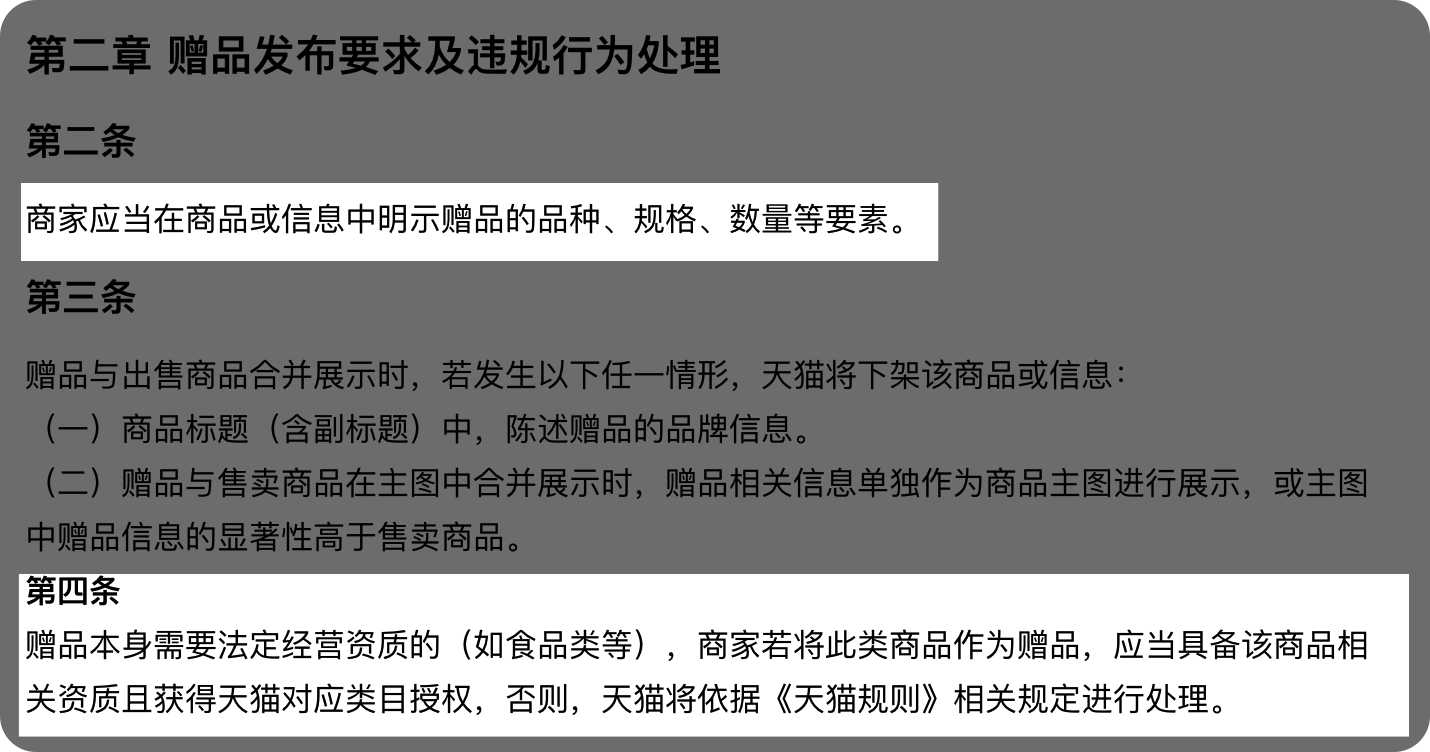 第二章 赠品发布要求及违规行为处理
第二条
商家应当在商品或信息中明示赠品的品种、规格、数量等要素。
第三条
赠品与出售商品合并展示时，若发生以下任一情形，天猫将下架该商品或信息：
（一）商品标题（含副标题）中，陈述赠品的品牌信息。
（二）赠品与售卖商品在主图中合并展示时，赠品相关信息单独作为商品主图进行展示，或主图
中赠品信息的显著性高于售卖商品。
第四条
赠品本身需要法定经营资质的（如食品类等），商家若将此类商品作为赠品，应当具备该商品相
关资质且获得天猫对应类目授权，否则，天猫将依据《天猫规则》相关规定进行处理。